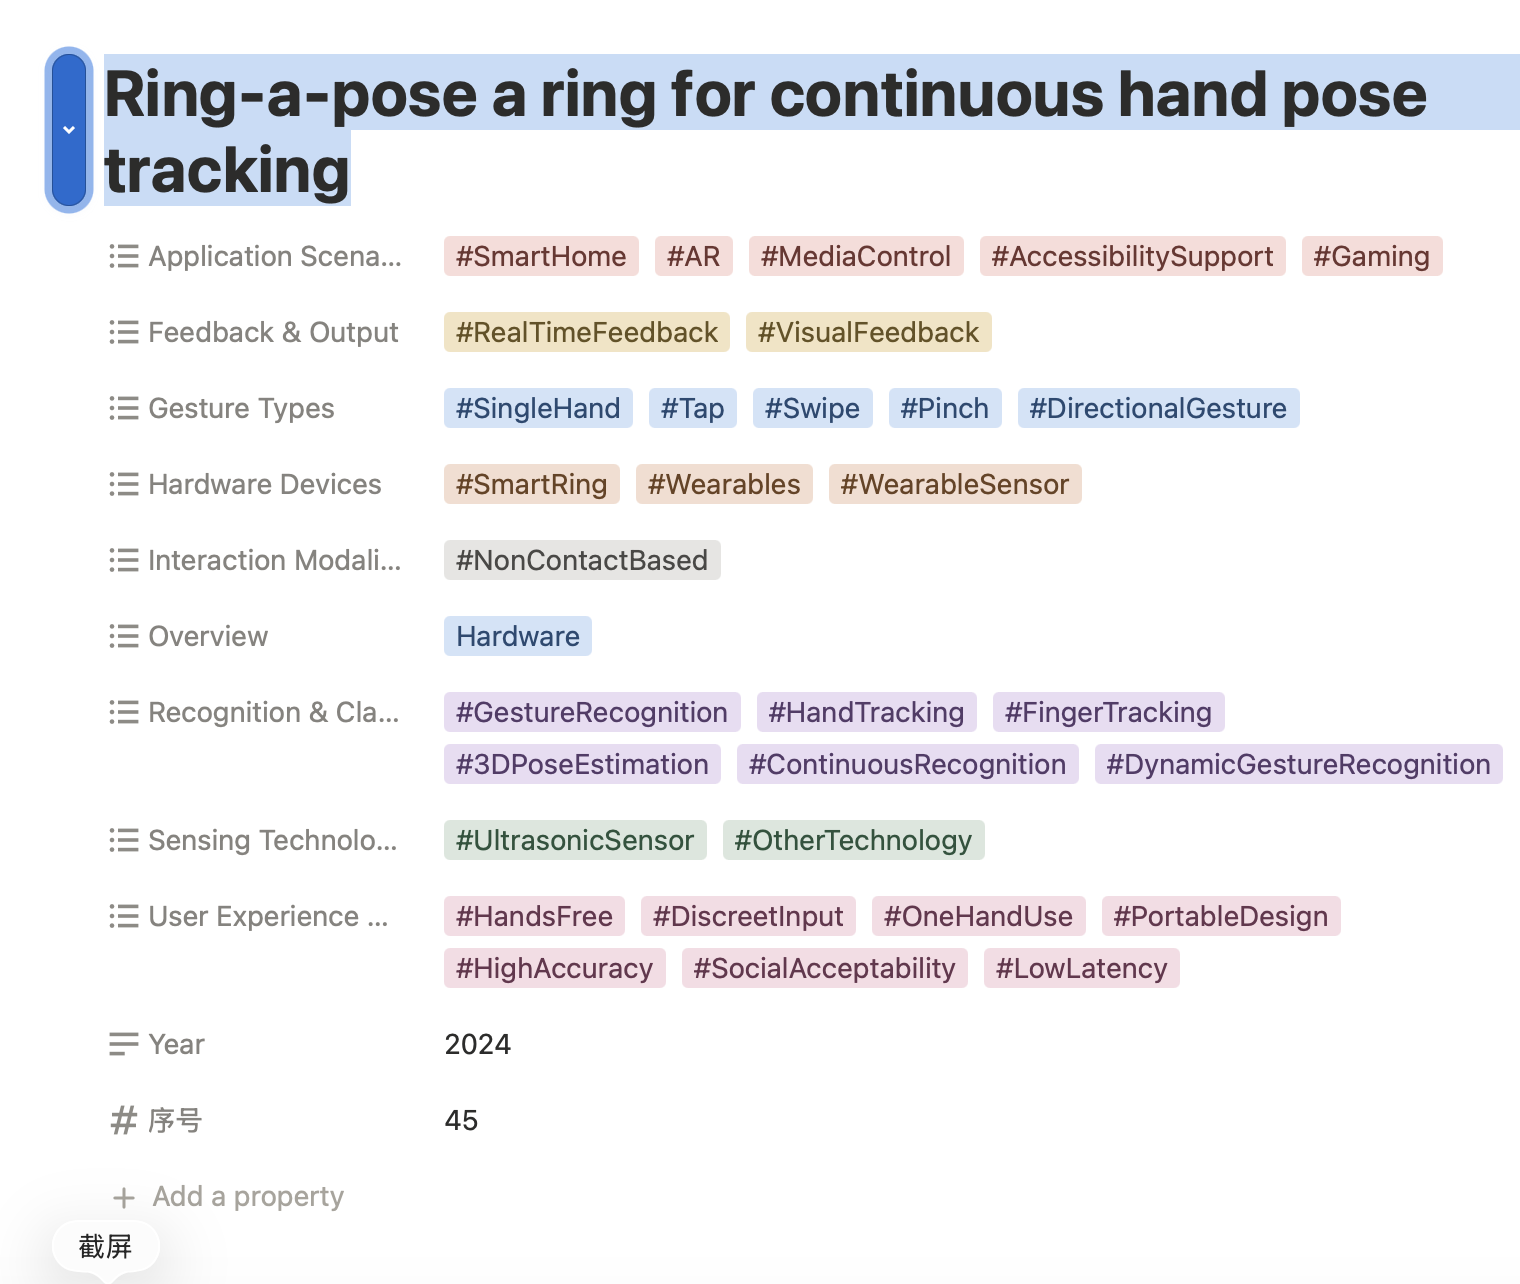 Ring-a-pose a ring for continuous hand pose
tracking
Application Scena... #SmartHome #AR #MediaControl #AccessibilitySupport #Gaming
Feedback & Output #RealTimeFeedback #VisualFeedback
Gesture Types #SingleHand #Tap #Swipe #Pinch #DirectionalGesture
Hardware Devices #SmartRing #Wearables #WearableSensor
Interaction Modali... #NonContactBased
Overview Hardware
Recognition & Cla... #GestureRecognition #HandTracking #FingerTracking
#3DPoseEstimation #ContinuousRecognition #DynamicGestureRecognition
Sensing Technolo... #UltrasonicSensor #OtherTechnology
User Experience ... #HandsFree #DiscreetInput #OneHandUse #PortableDesign
#HighAccuracy #SocialAcceptability #LowLatency
Year 2024
序号 45
Add a property
截屏